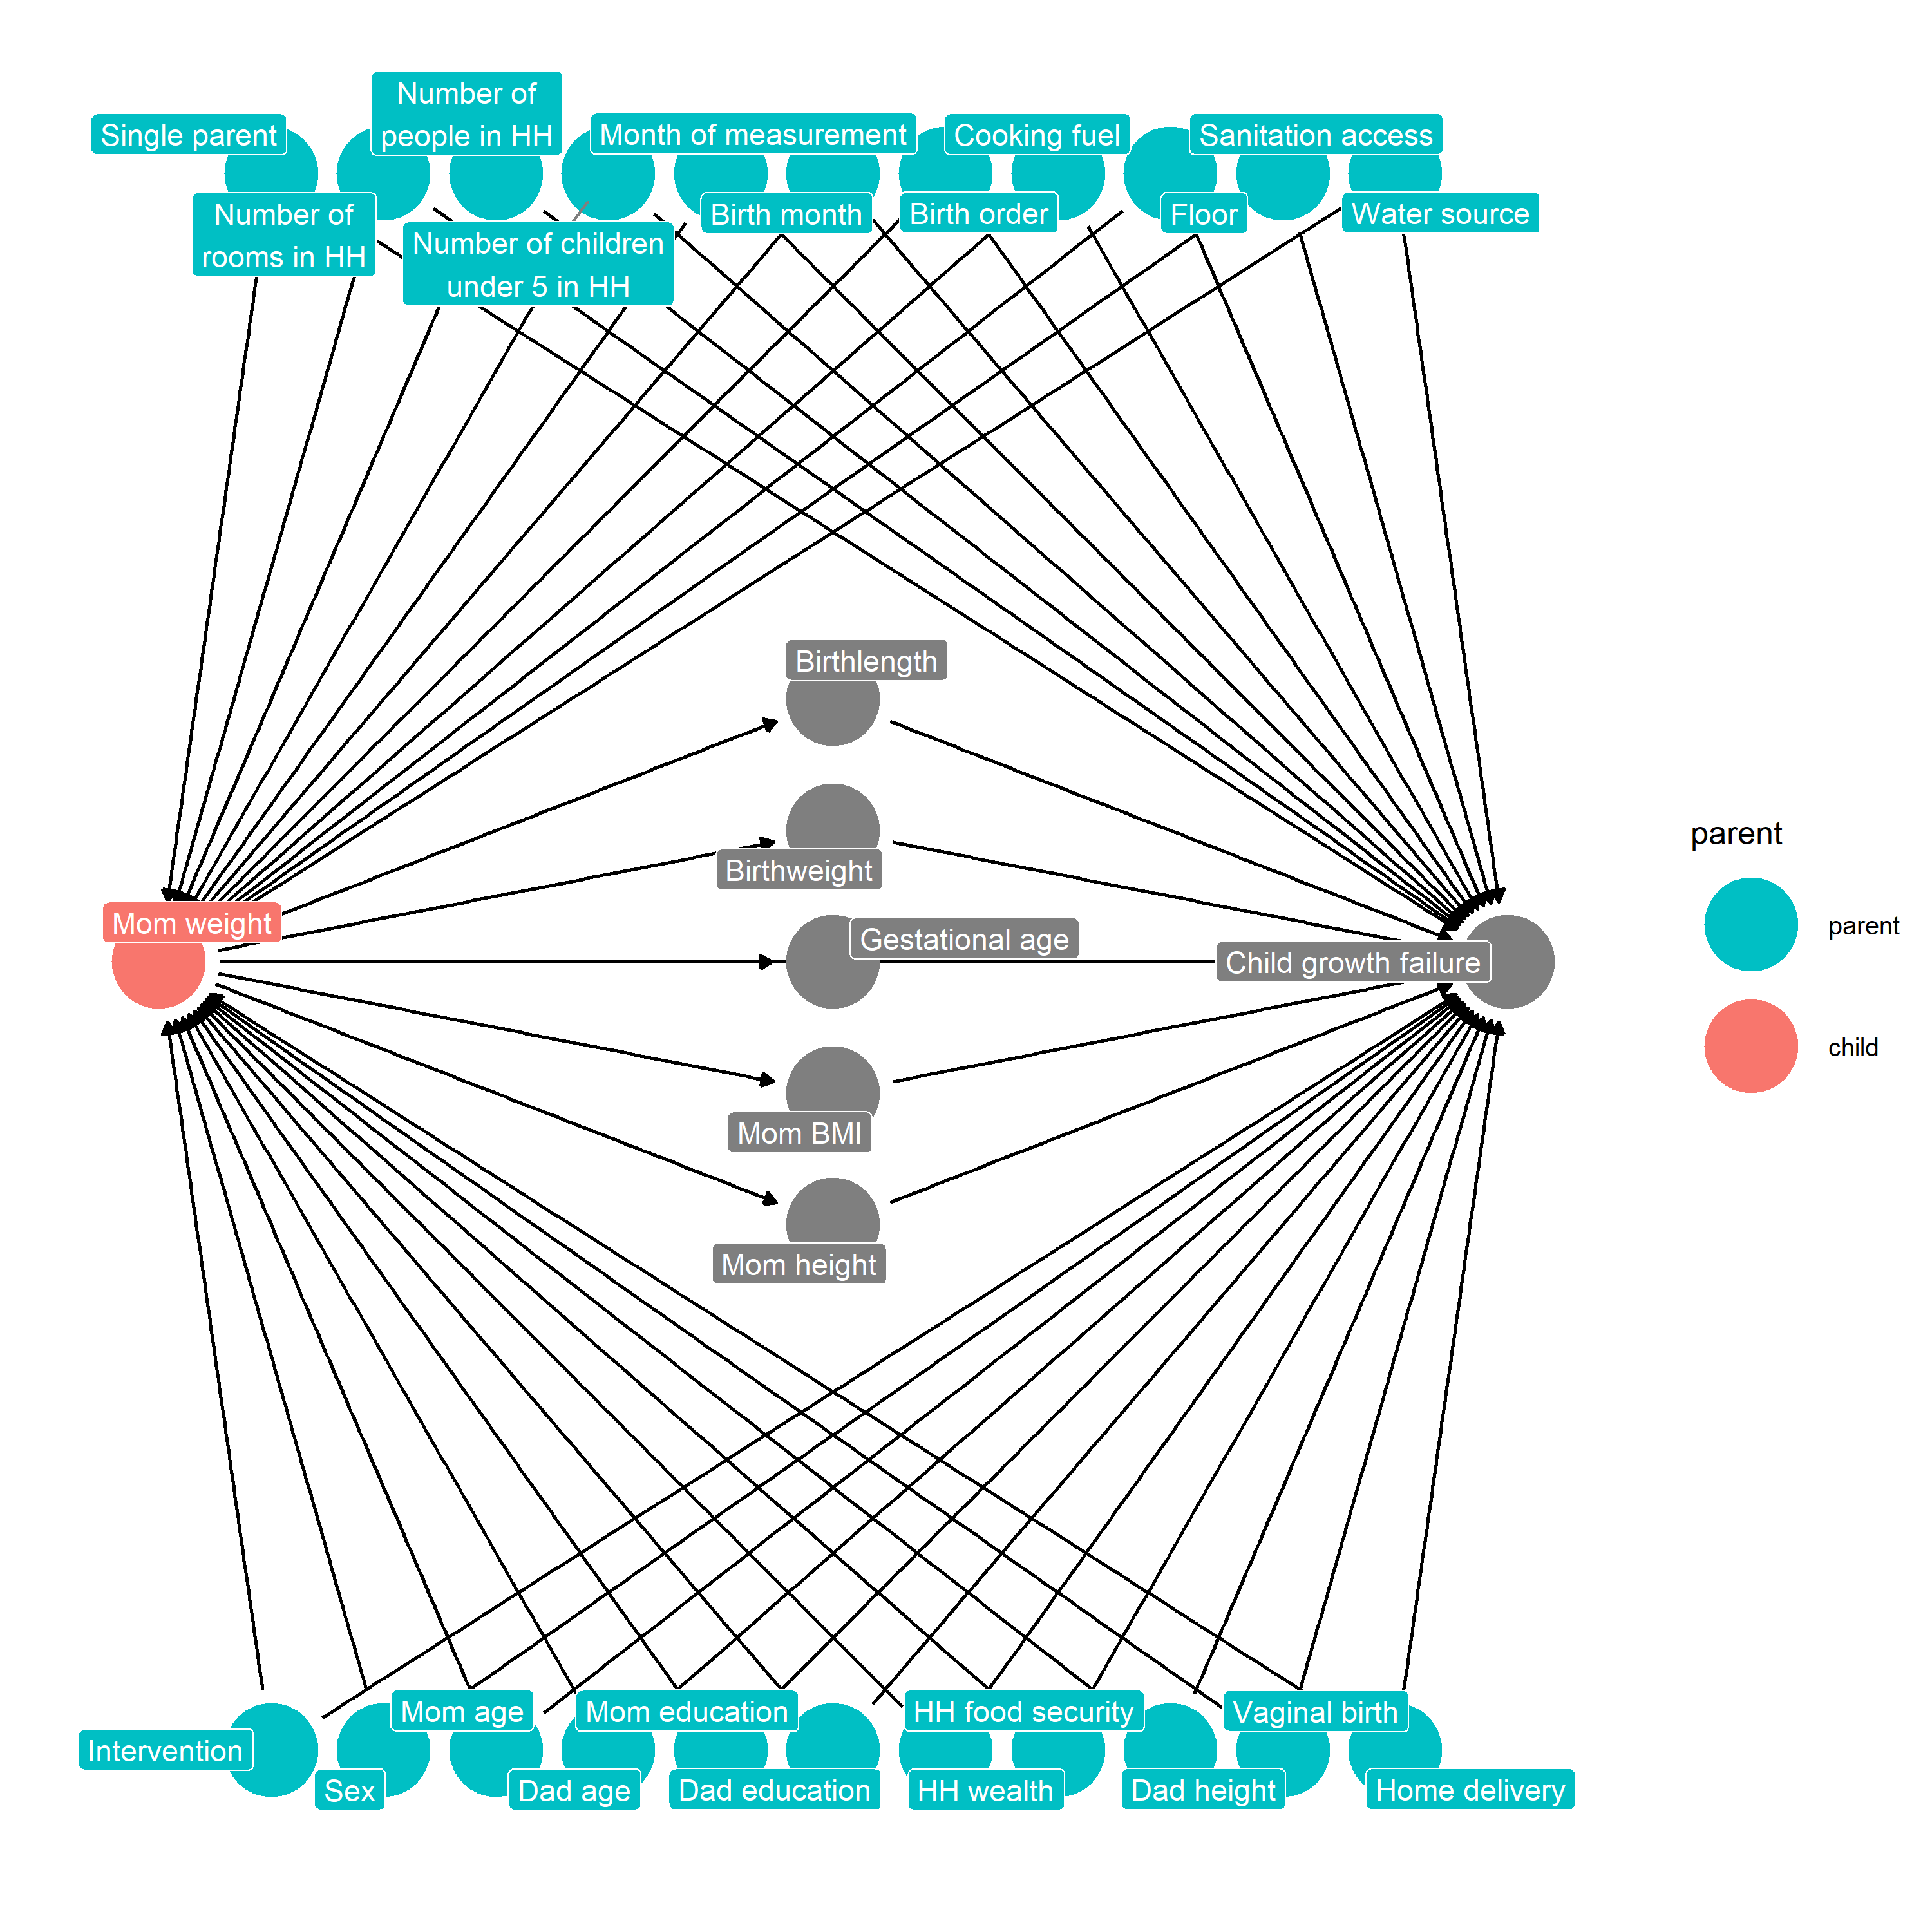 Number of
people in HH
Single parent
Month of measurement
Cooking fuel
Sanitation access
Number of
rooms in HH
Number of children
under 5 in HH
Birth month
Birth order
Floor
Water source
Birthlength
Birthweight
Mom weight
Gestational age
Child growth failure
Mom BMI
Mom height
parent
parent
child
Mom age
Mom education
HH food security
Vaginal birth
Intervention
Sex
Dad age
Dad education
HH wealth
Dad height
Home delivery